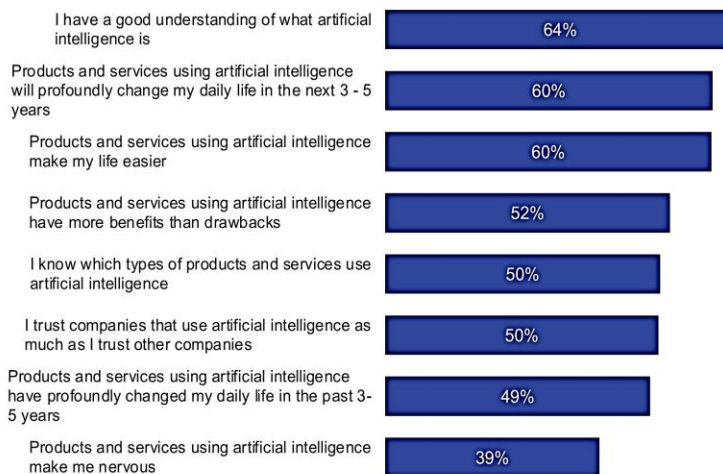 I have a good understanding of what artificial
intelligence is
64%
Products and services using artificial intelligence
will profoundly change my daily life in the next 3 - 5
years
60%
Products and services using artificial intelligence
make my life easier
60%
Products and services using artificial intelligence
have more benefits than drawbacks
52%
I know which types of products and services use
artificial intelligence
50%
I trust companies that use artificial intelligence as
much as I trust other companies
50%
Products and services using artificial intelligence
have profoundly changed my daily life in the past 3-
5 years
49%
Products and services using artificial intelligence
make me nervous
39%